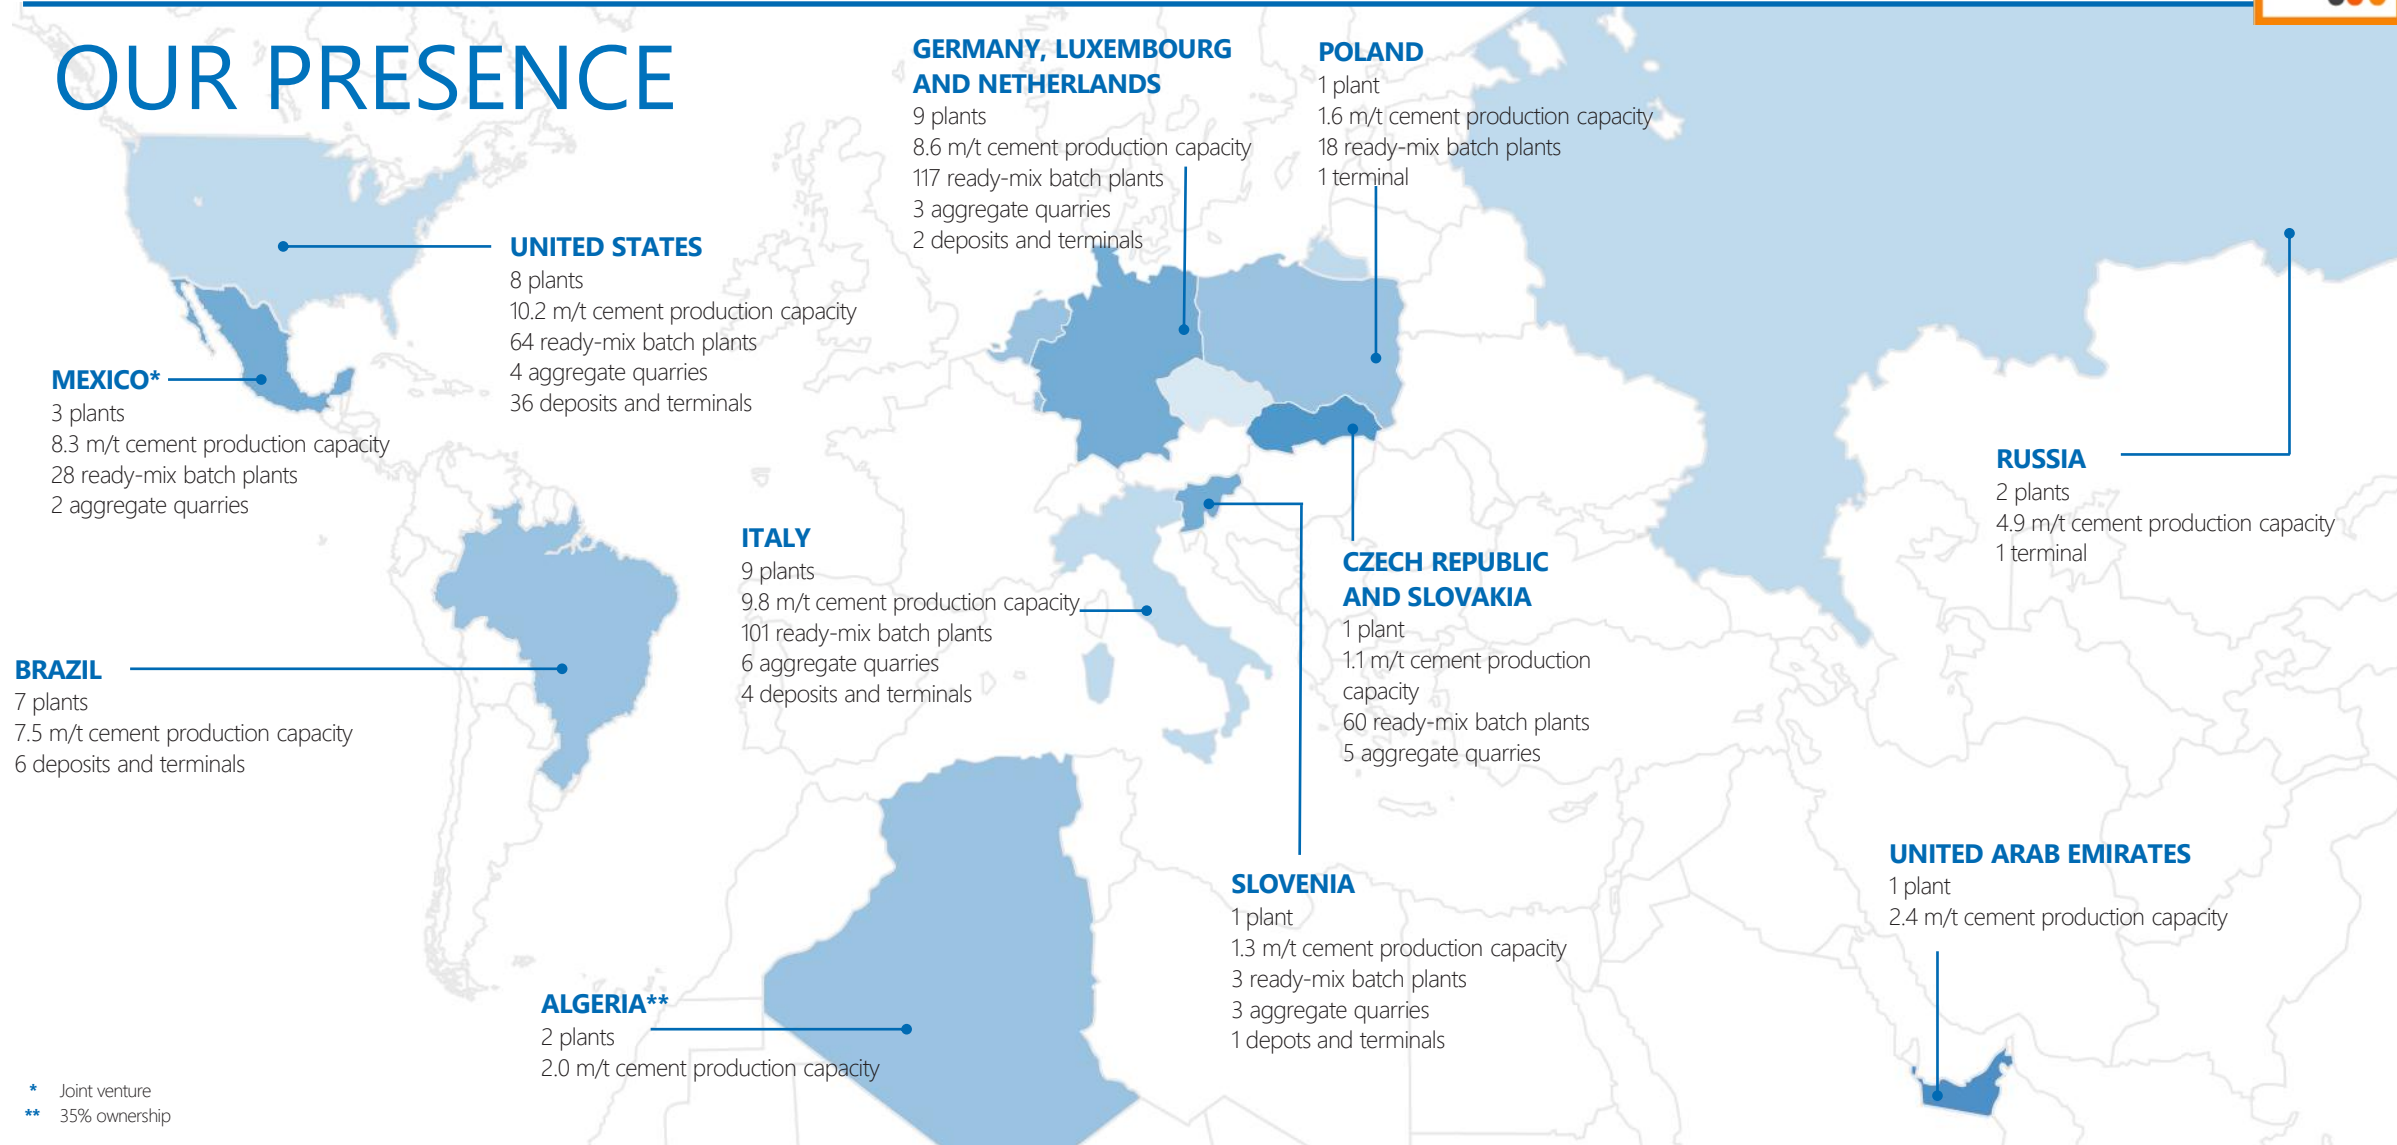 OUR PRESENCE
GERMANY, LUXEMBOURG
AND NETHERLANDS
9 plants
8.6 m/t cement production capacity
117 ready-mix batch plants
3 aggregate quarries
2 deposits and terminals
POLAND
1 plant
1.6 m/t cement production capacity
18 ready-mix batch plants
1 terminal
UNITED STATES
8 plants
10.2 m/t cement production capacity
64 ready-mix batch plants
4 aggregate quarries
36 deposits and terminals
MEXICO*
3 plants
8.3 m/t cement production capacity
28 ready-mix batch plants
2 aggregate quarries
RUSSIA
2 plants
4.9 m/t cement production capacity
1 terminal
ITALY
9 plants
9.8 m/t cement production capacity
101 ready-mix batch plants
6 aggregate quarries
4 deposits and terminals
CZECH REPUBLIC
AND SLOVAKIA
1 plant
1.1 m/t cement production
capacity
60 ready-mix batch plants
5 aggregate quarries
BRAZIL
7 plants
7.5 m/t cement production capacity
6 deposits and terminals
UNITED ARAB EMIRATES
1 plant
2.4 m/t cement production capacity
SLOVENIA
1 plant
1.3 m/t cement production capacity
3 ready-mix batch plants
3 aggregate quarries
1 depots and terminals
ALGERIA**
2 plants
2.0 m/t cement production capacity
* Joint venture
** 35% ownership